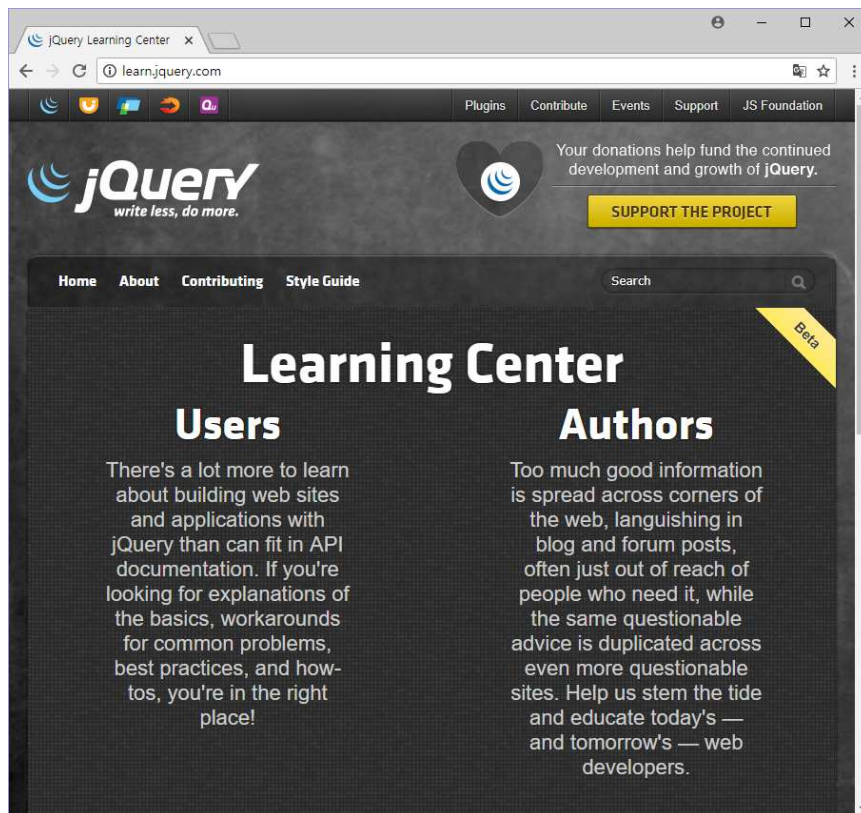 jQuery Learning Center
learn.jquery.com
Plugins Contribute Events Support JS Foundation
jQuery
write less, do more.
Your donations help fund the continued
development and growth of jQuery.
SUPPORT THE PROJECT
Home About Contributing Style Guide Search
Beta
Learning Center
Users
There's a lot more to learn
about building web sites
and applications with
jQuery than can fit in API
documentation. If you're
looking for explanations of
the basics, workarounds
for common problems,
best practices, and how-
tos, you're in the right
place!
Authors
Too much good information
is spread across corners of
the web, languishing in
blog and forum posts,
often just out of reach of
people who need it, while
the same questionable
advice is duplicated across
even more questionable
sites. Help us stem the tide
and educate today's —
and tomorrow's — web
developers.